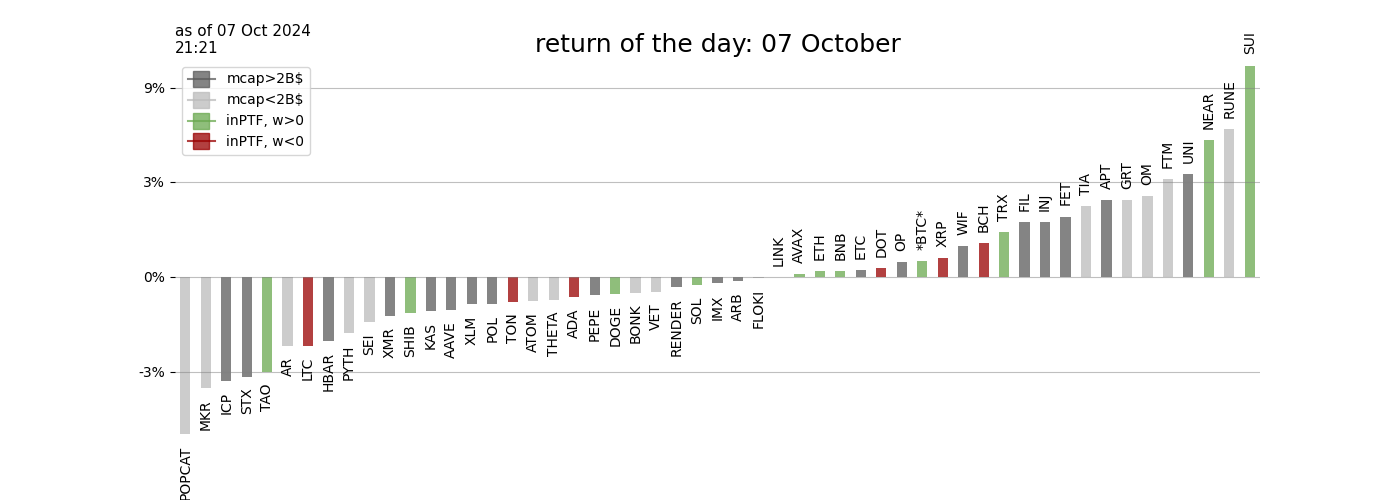 as of 07 Oct 2024
21:21
return of the day: 07 October
mcap>2B$
mcap<2B$
inPTF, w>0
inPTF, w<0
9%
3%
0%
-3%
POPCAT
MKR
ICP
STX
TAO
AR
LTC
HBAR
PYTH
SEI
XMR
SHIB
KAS
AAVE
XLM
POL
TON
ATOM
THETA
ADA
PEPE
DOGE
BONK
VET
RENDER
SOL
IMX
ARB
FLOKI
LINK
AVAX
ETH
BNB
ETC
DOT
OP
*BTC*
XRP
WIF
BCH
TRX
FIL
INJ
FET
TIA
APT
GRT
OM
FTM
UNI
NEAR
RUNE
SUI